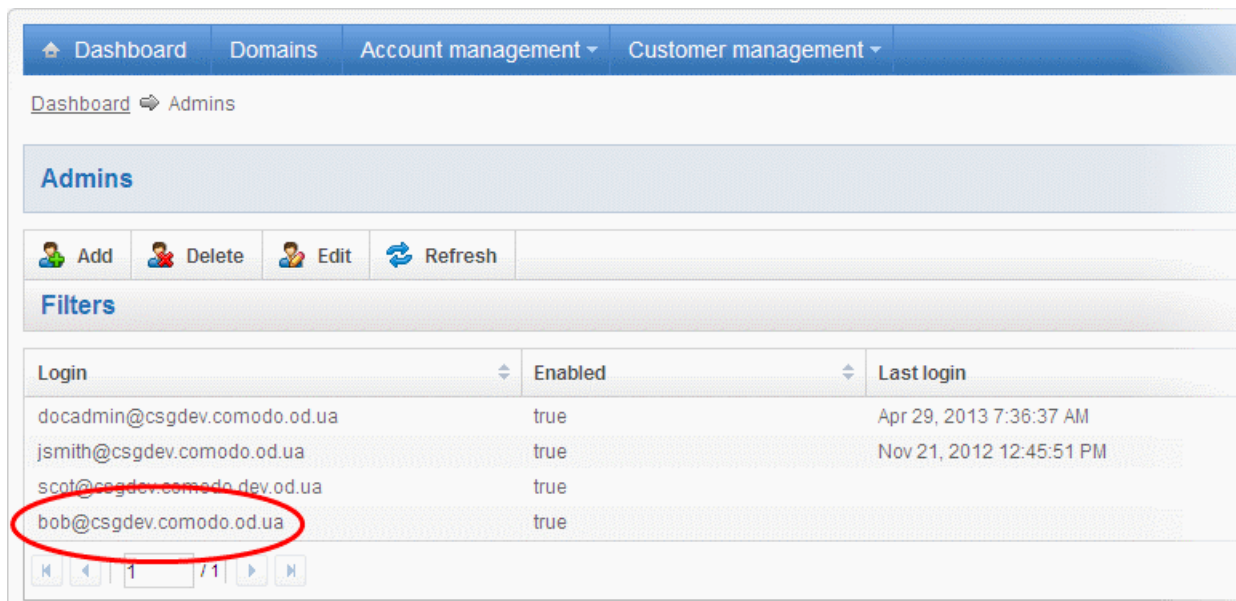 Dashboard Domains Account management Customer management
Dashboard Admins
Admins
Add Delete Edit Refresh
Filters
Login Enabled Last login
docadmin@csgdev.comodo.od.ua true Apr 29, 2013 7:36:37 AM
jsmith@csgdev.comodo.od.ua true Nov 21, 2012 12:45:51 PM
scot@csgdev.comodo.dev.od.ua true
bob@csgdev.comodo.od.ua true
1 / 1